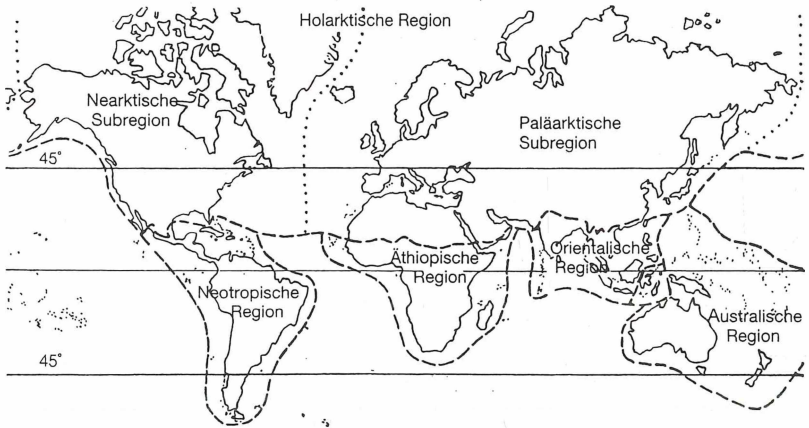 Holarktische Region
Nearktische
Subregion
Paläarktische
Subregion
45°
Äthiopische
Region
Orientalische
Region
Neotropische
Region
Australische
Region
45°